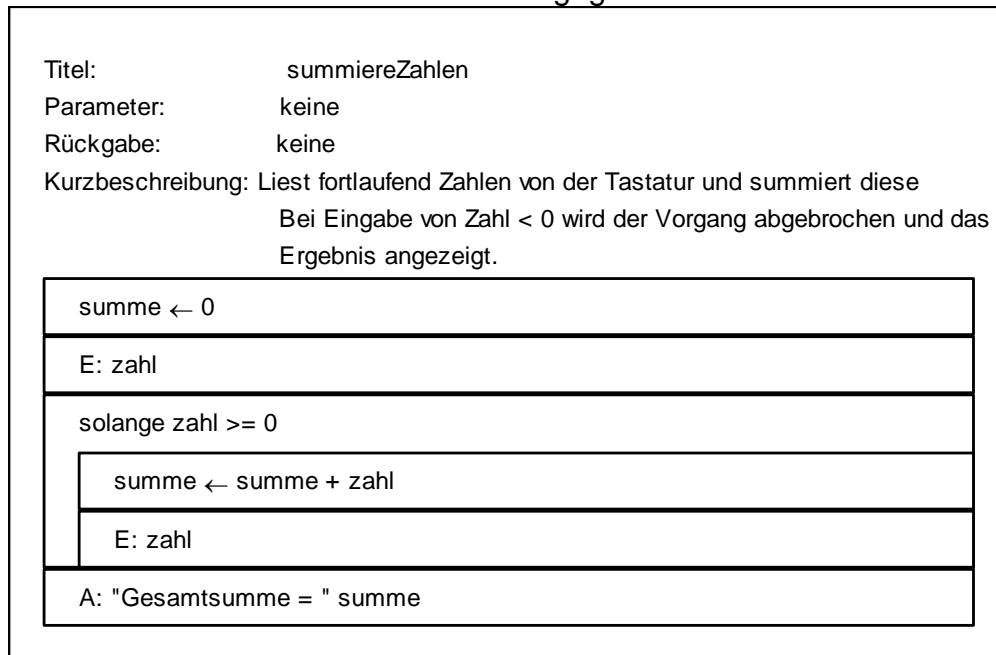 Titel: summiereZahlen
Parameter: keine
Rückgabe: keine
Kurzbeschreibung: Liest fortlaufend Zahlen von der Tastatur und summiert diese
Bei Eingabe von Zahl < 0 wird der Vorgang abgebrochen und das
Ergebnis angezeigt.
summe ← 0
E: zahl
solange zahl >= 0
summe ← summe + zahl
E: zahl
A: "Gesamtsumme = " summe